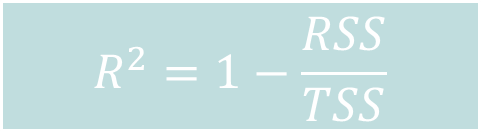 R² = 1 − RSS/TSS